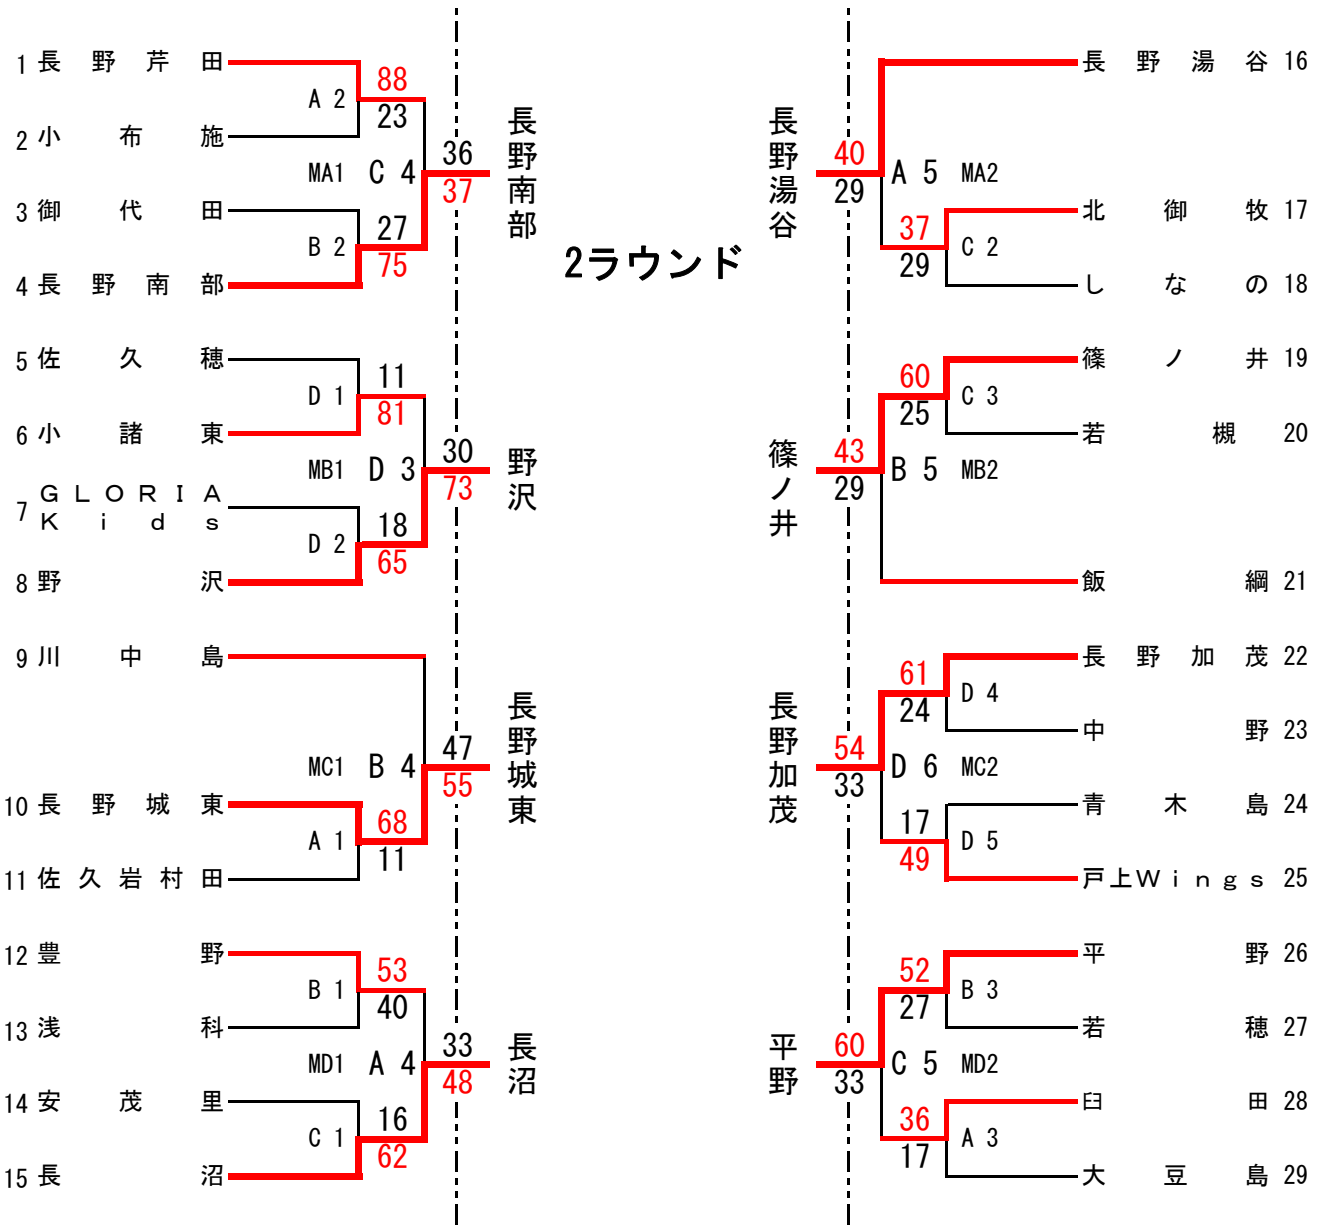 1 長野芹田
A 2
88
23
2 小布施
MA1 C 4
36
37
長野南部
3 御代田
B 2
27
75
4 長野南部
5 佐久穂
D 1
11
81
6 小諸東
MB1 D 3
30
73
野沢
7 ＧＬＯＲＩＡ
Ｋｉｄｓ
D 2
18
65
8 野沢
9 川中島
MC1 B 4
47
55
長野城東
10 長野城東
A 1
68
11
11 佐久岩村田
12 豊野
B 1
53
40
13 浅科
MD1 A 4
33
48
長沼
14 安茂里
C 1
16
62
15 長沼
2ラウンド
長野湯谷 16
長野湯谷
40
29
A 5 MA2
北御牧 17
37
29
C 2
しなの 18
篠ノ井 19
60
25
C 3
若槻 20
篠ノ井
43
29
B 5 MB2
飯綱 21
長野加茂 22
61
24
D 4
中野 23
長野加茂
54
33
D 6 MC2
青木島 24
17
49
D 5
戸上Ｗｉｎｇｓ 25
平野 26
52
27
B 3
若穂 27
平野
60
33
C 5 MD2
臼田 28
36
17
A 3
大豆島 29